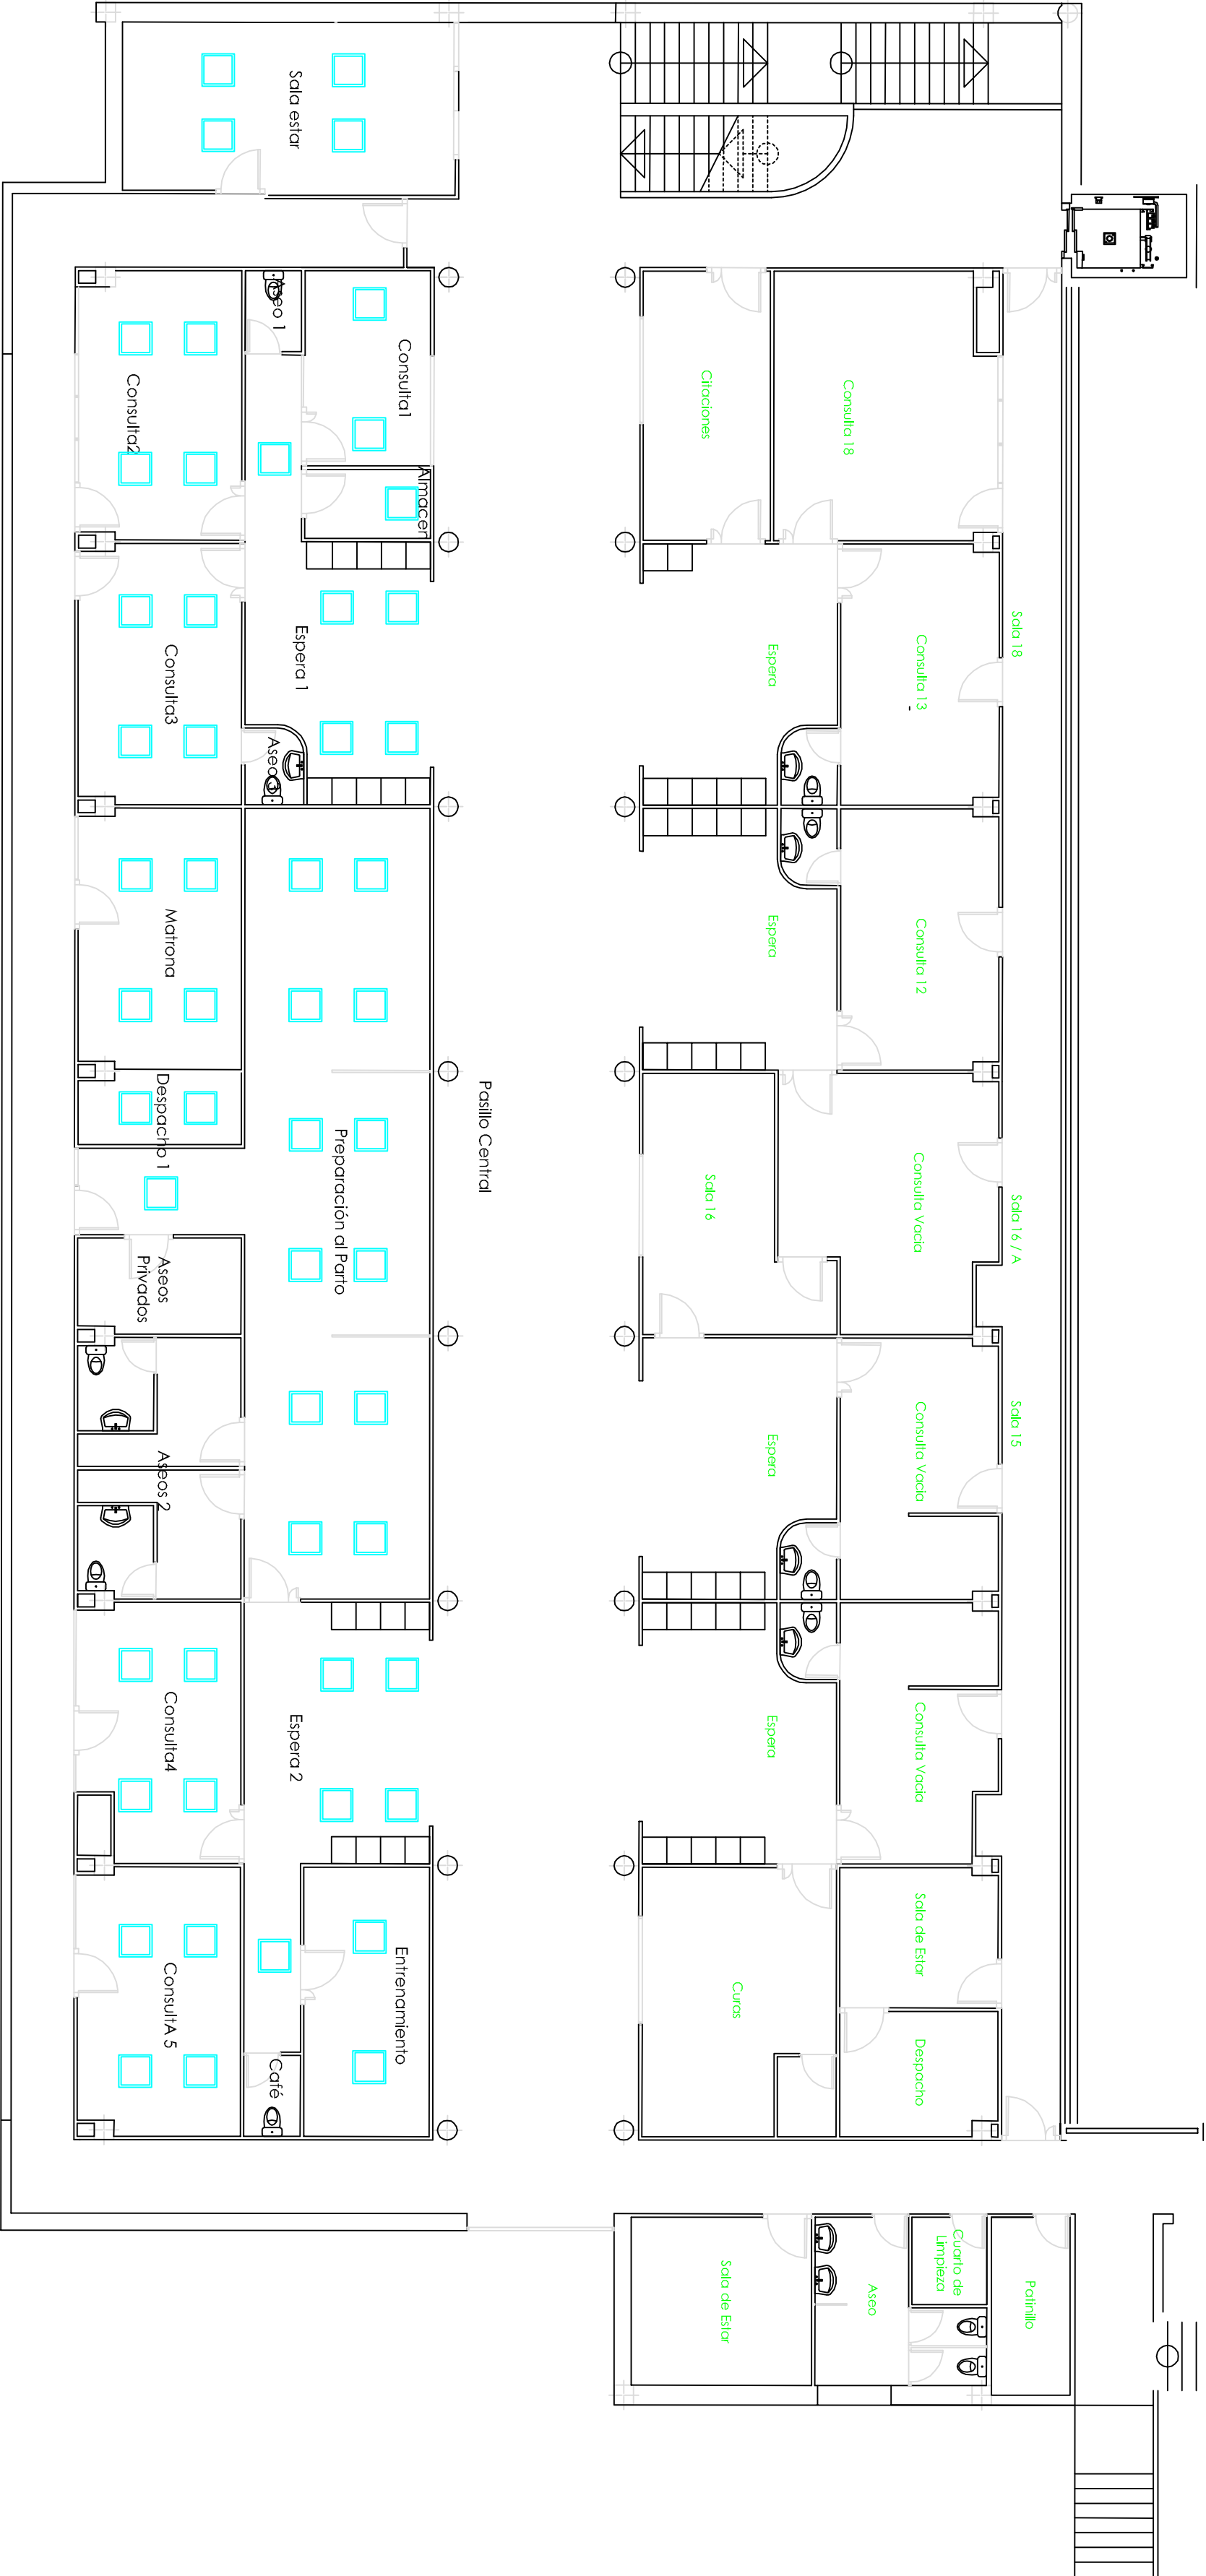 Sala estar
Aseo 1
Consulta1
Consulta2
Almacen
Citaciones
Consulta 18
Espera 1
Consulta3
Aseo 3
Espera
Consulta 13
Sala 18
Matrona
Espera
Consulta 12
Despacho 1
Preparación al Parto
Pasillo Central
Sala 16
Consulta Vacia
Sala 16 / A
Aseos
Privados
Aseos 2
Espera
Consulta Vacia
Sala 15
Consulta4
Espera 2
Espera
Consulta Vacia
ConsultA 5
Café
Entrenamiento
Curas
Sala de Estar
Despacho
Sala de Estar
Aseo
Cuarto de
Limpieza
Patinillo